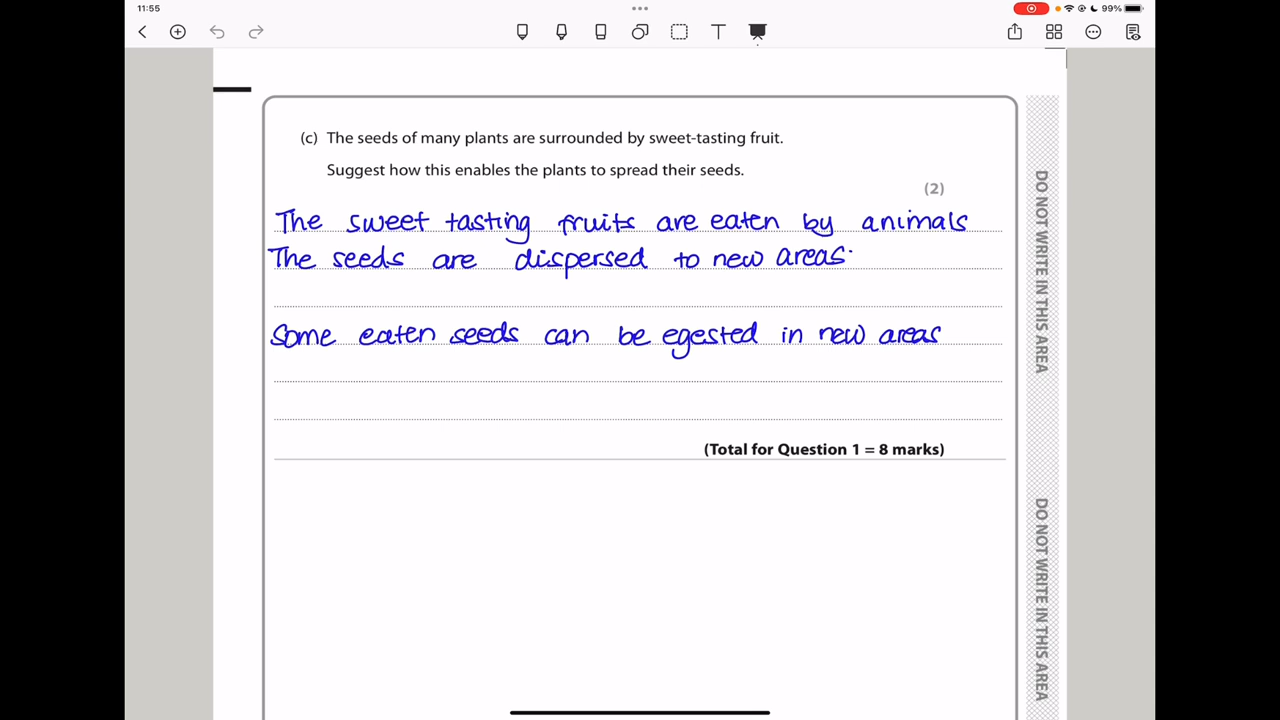 11:55
99%
(c) The seeds of many plants are surrounded by sweet-tasting fruit.
Suggest how this enables the plants to spread their seeds.
(2)
The sweet tasting fruits are eaten by animals
The seeds are dispersed to new areas.
Some eaten seeds can be egested in new areas
(Total for Question 1 = 8 marks)
DO NOT WRITE IN THIS AREA
DO NOT WRITE IN THIS AREA